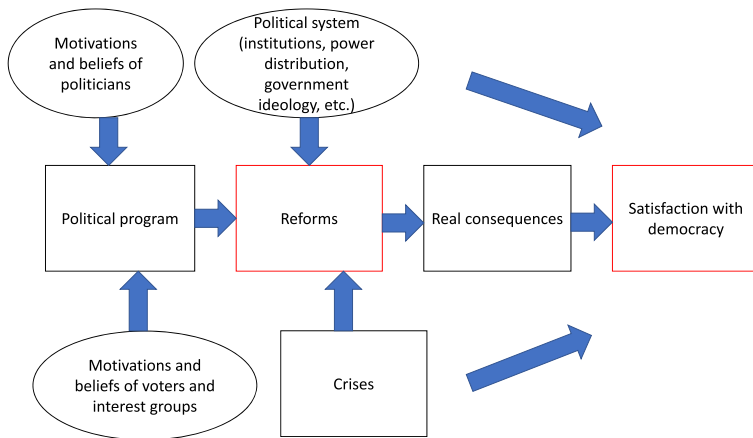 Motivations
and beliefs of
politicians
Political system
(institutions, power
distribution,
government
ideology, etc.)
Political program
Reforms
Real consequences
Satisfaction with
democracy
Motivations and
beliefs of voters and
interest groups
Crises